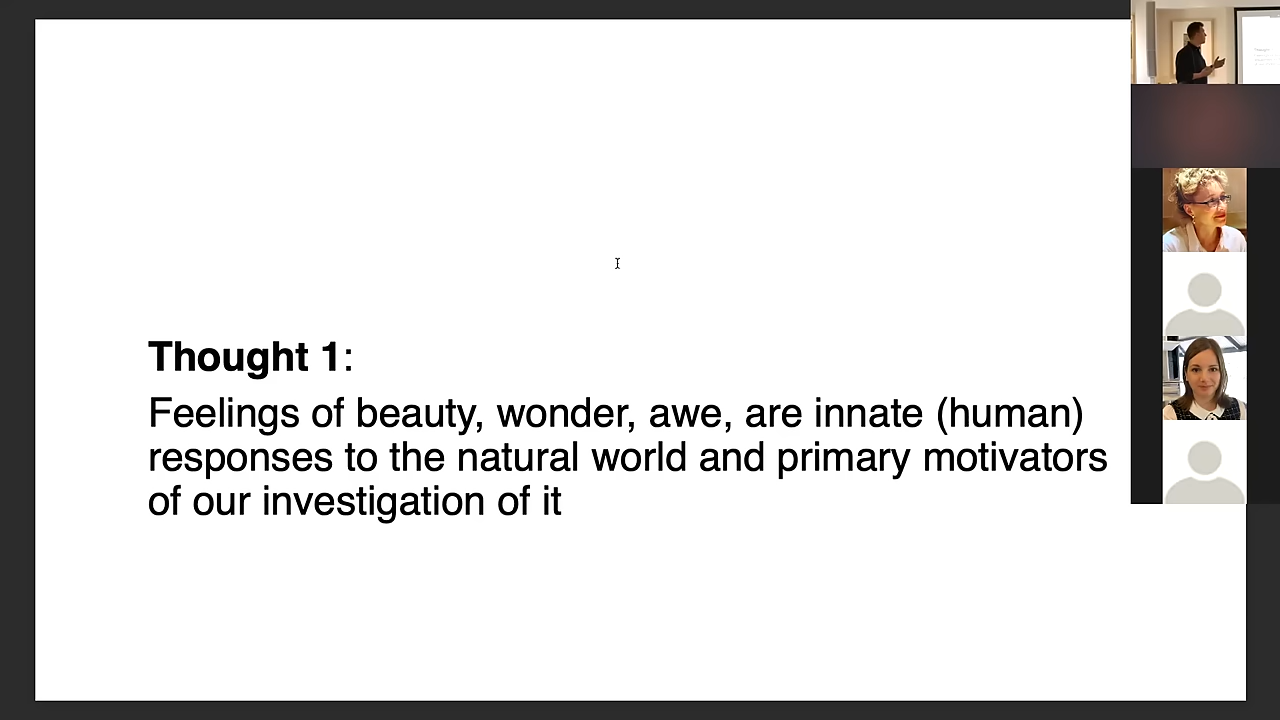 Thought 1:
Feelings of beauty, wonder, awe, are innate (human)
responses to the natural world and primary motivators
of our investigation of it